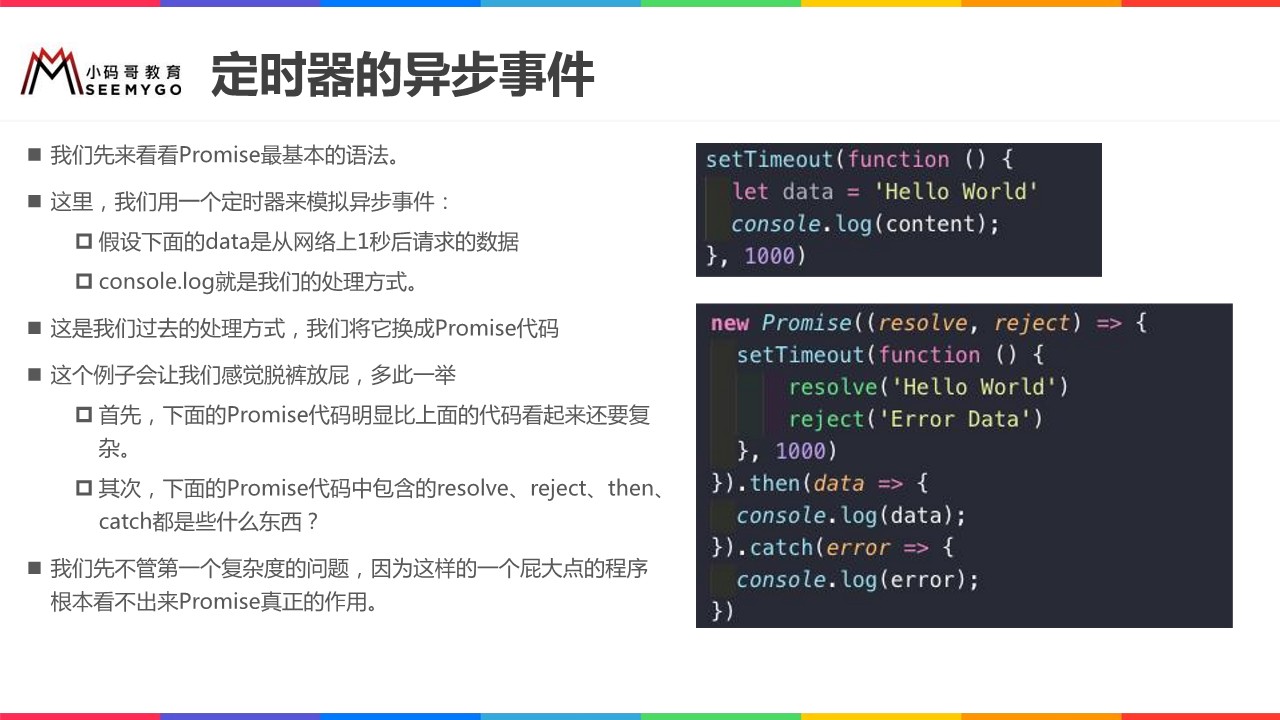 小码哥教育
SEEMYGO
定时器的异步事件
■ 我们先来看看Promise最基本的语法。
■ 这里，我们用一个定时器来模拟异步事件：
假设下面的data是从网络上1秒后请求的数据
console.log就是我们的处理方式。
■ 这是我们过去的处理方式，我们将它换成Promise代码
■ 这个例子会让我们感觉脱裤放屁，多此一举
首先，下面的Promise代码明显比上面的代码看起来还要复
杂。
其次，下面的Promise代码中包含的resolve、reject、then、
catch都是些什么东西？
■ 我们先不管第一个复杂度的问题，因为这样的一个屁大点的程序
根本看不出来Promise真正的作用。
setTimeout(function () {
  let data = 'Hello World'
  console.log(content);
}, 1000)
new Promise((resolve, reject) => {
  setTimeout(function () {
      resolve('Hello World')
      reject('Error Data')
  }, 1000)
}).then(data => {
  console.log(data);
}).catch(error => {
  console.log(error);
})